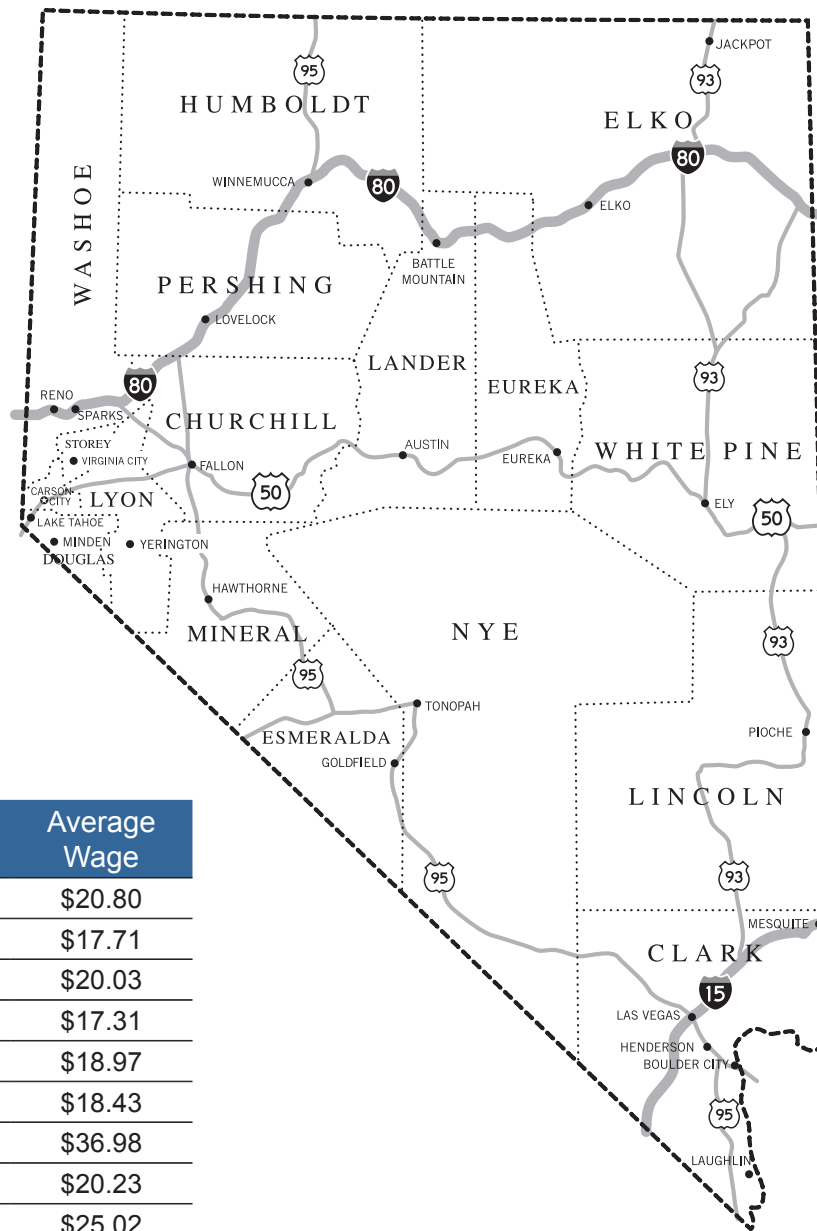 JACKPOT
95
93
HUMBOLDT
ELKO
80
WINNEMUCCA
80
WASHOE
ELKO
BATTLE
MOUNTAIN
PERSHING
LOVELOCK
LANDER
80
93
EUREKA
RENO
SPARKS
CHURCHILL
STOREY
VIRGINIA CITY
AUSTIN
EUREKA
WHITE PINE
FALLON
CARSON
CITY
LYON
50
ELY
50
LAKE TAHOE
MINDEN
YERINGTON
DOUGLAS
HAWTHORNE
MINERAL
NYE
93
95
TONOPAH
PIOCHE
ESMERALDA
GOLDFIELD
LINCOLN
95
93
MESQUITE
CLARK
15
LAS VEGAS
HENDERSON
BOULDER CITY
95
LAUGHLIN
Average
Wage
$20.80
$17.71
$20.03
$17.31
$18.97
$18.43
$36.98
$20.23
$25.02